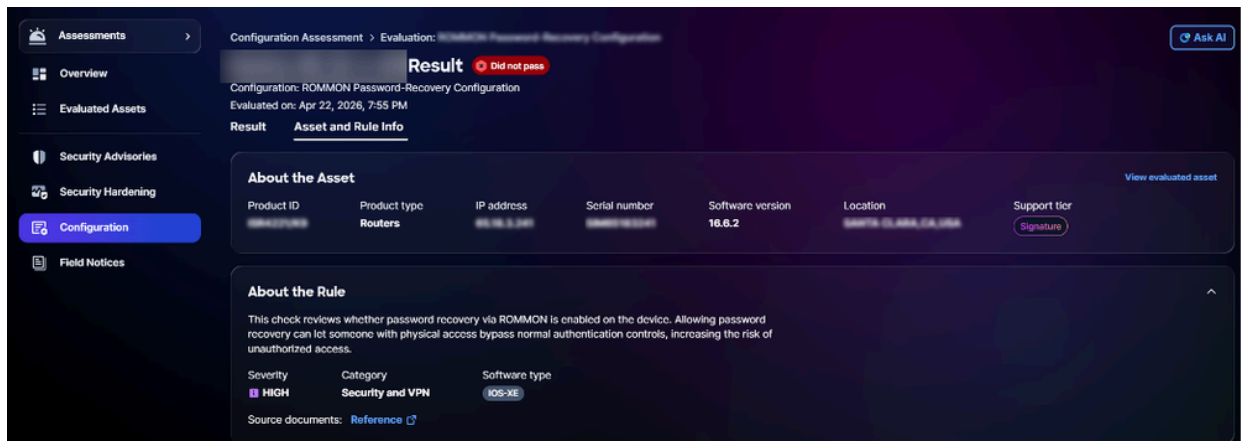 Assessments
Overview
Evaluated Assets
Security Advisories
Security Hardening
Configuration
Field Notices
Configuration Assessment > Evaluation:
Ask AI
Result Did not pass
Configuration: ROMMON Password-Recovery Configuration
Evaluated on: Apr 22, 2026, 7:55 PM
Result Asset and Rule Info
About the Asset View evaluated asset
Product ID Product type IP address Serial number Software version Location Support tier
Routers 16.6.2 Signature
About the Rule
This check reviews whether password recovery via ROMMON is enabled on the device. Allowing password
recovery can let someone with physical access bypass normal authentication controls, increasing the risk of
unauthorized access.
Severity Category Software type
HIGH Security and VPN IOS-XE
Source documents: Reference